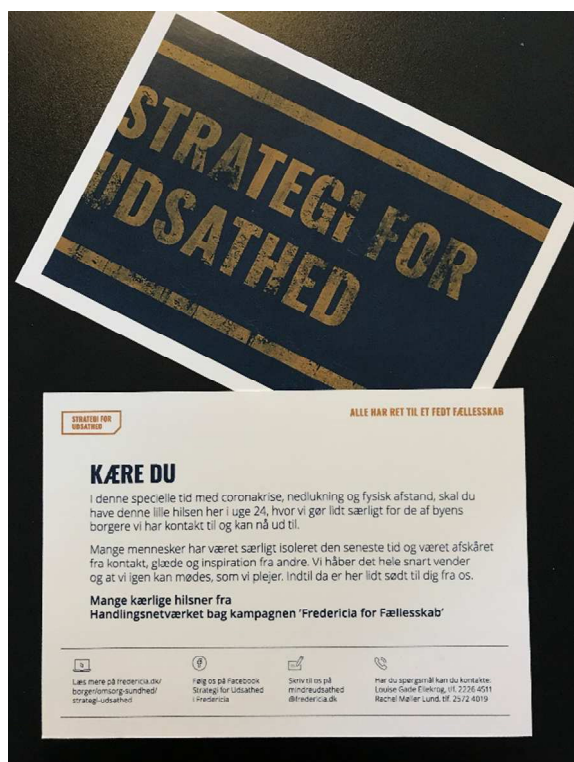 STRATEGI FOR
UDSATHED
STRATEGI FOR
UDSATHED
ALLE HAR RET TIL ET FEDT FÆLLESSKAB
KÆRE DU
I denne specielle tid med coronakrise, nedlukning og fysisk afstand, skal du
have denne lille hilsen her i uge 24, hvor vi gør lidt særligt for de af byens
borgere vi har kontakt til og kan nå ud til.
Mange mennesker har været særligt isoleret den seneste tid og været afskåret
fra kontakt, glæde og inspiration fra andre. Vi håber det hele snart vender
og at vi igen kan mødes, som vi plejer. Indtil da er her lidt sødt til dig fra os.
Mange kærlige hilsner fra
Handlingsnetværket bag kampagnen 'Fredericia for Fællesskab'
Læs mere på fredericia.dk/
borger/omsorg-sundhed/
strategi-udsathed
Følg os på Facebook
Strategi for Udsathed
i Fredericia
Skriv til os på
mindreudsathed
@fredericia.dk
Har du spørgsmål kan du kontakte:
Louise Gade Ellekrog, tlf. 2226 4511
Rachel Møller Lund, tlf. 2572 4019